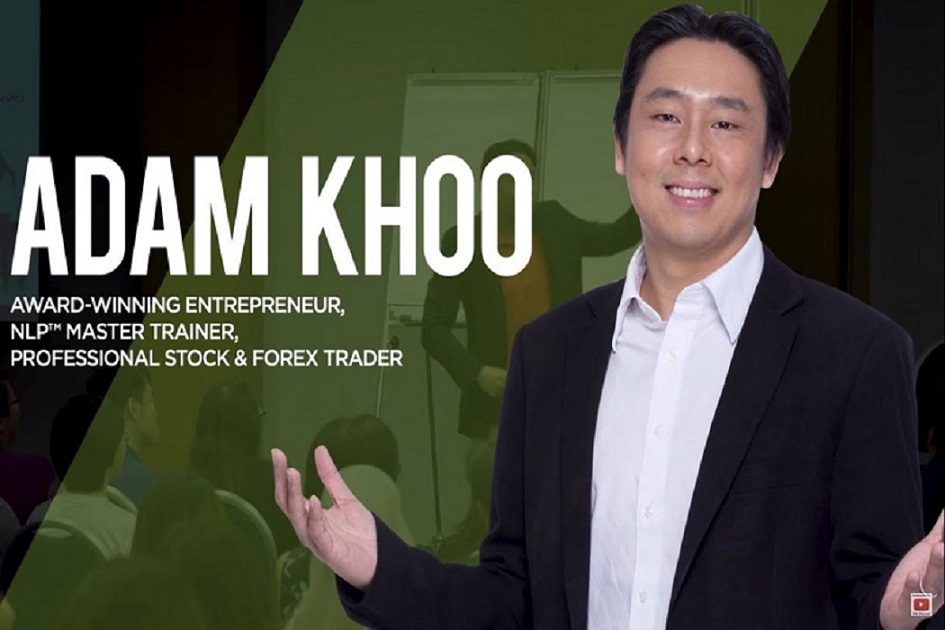 ADAM KHOO
AWARD-WINNING ENTREPRENEUR,
NLP™ MASTER TRAINER,
PROFESSIONAL STOCK & FOREX TRADER